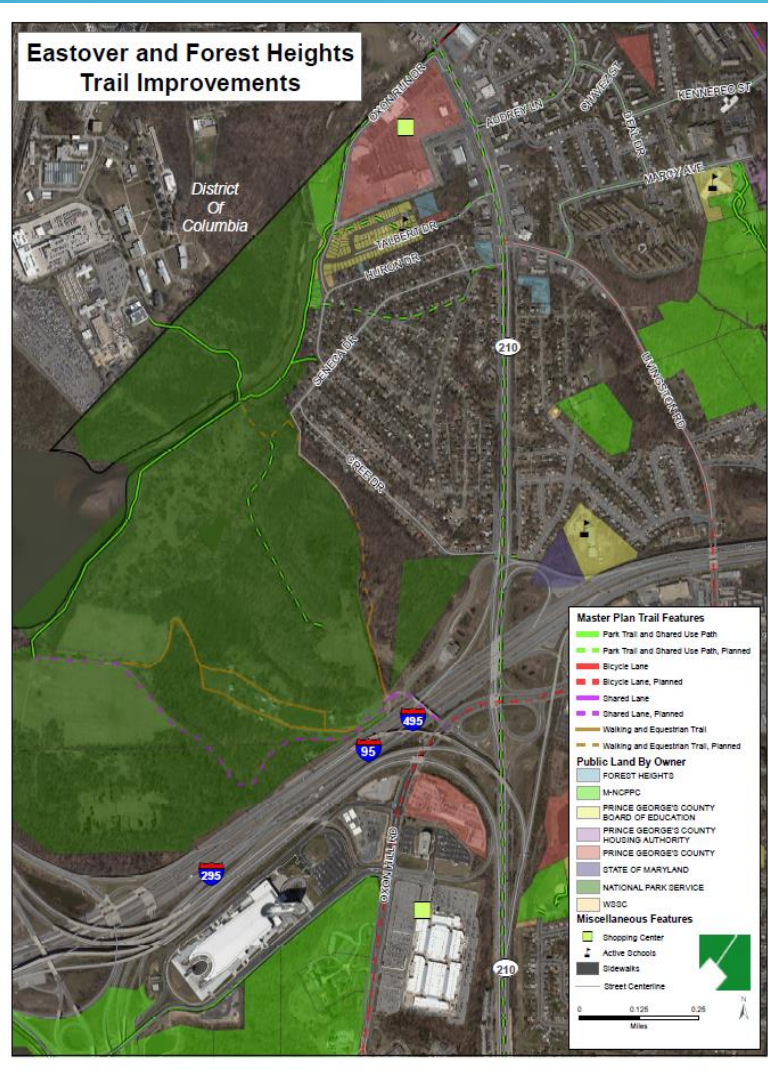 Eastover and Forest Heights
Trail Improvements
OXON RUN DR
AUDREY LN
CHAVEZ ST
DEAL DR
KENNEBEC ST
MARCY AVE
District
Of
Columbia
TALBERT DR
HURON DR
SENECA DR
210
LIVINGSTON RD
CREE DR
495
95
295
OXON HILL RD
210
Master Plan Trail Features
Park Trail and Shared Use Path
Park Trail and Shared Use Path, Planned
Bicycle Lane
Bicycle Lane, Planned
Shared Lane
Shared Lane, Planned
Walking and Equestrian Trail
Walking and Equestrian Trail, Planned
Public Land By Owner
FOREST HEIGHTS
M-NCPPC
PRINCE GEORGE'S COUNTY
BOARD OF EDUCATION
PRINCE GEORGE'S COUNTY
HOUSING AUTHORITY
PRINCE GEORGE'S COUNTY
STATE OF MARYLAND
NATIONAL PARK SERVICE
WSSC
Miscellaneous Features
Shopping Center
Active Schools
Sidewalks
Street Centerline
N
0 0.125 0.25
Miles